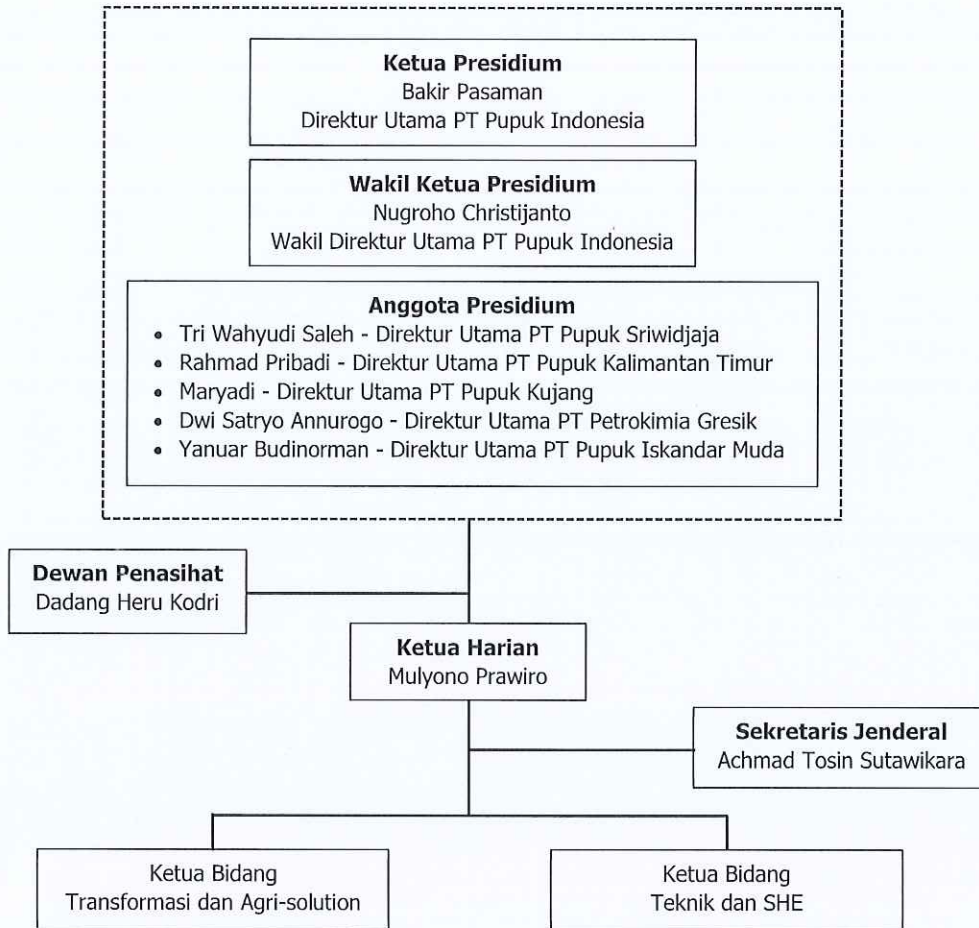 Ketua Presidium
Bakir Pasaman
Direktur Utama PT Pupuk Indonesia
Wakil Ketua Presidium
Nugroho Christijanto
Wakil Direktur Utama PT Pupuk Indonesia
Anggota Presidium
• Tri Wahyudi Saleh - Direktur Utama PT Pupuk Sriwidjaja
• Rahmad Pribadi - Direktur Utama PT Pupuk Kalimantan Timur
• Maryadi - Direktur Utama PT Pupuk Kujang
• Dwi Satryo Annurogo - Direktur Utama PT Petrokimia Gresik
• Yanuar Budinorman - Direktur Utama PT Pupuk Iskandar Muda
Dewan Penasihat
Dadang Heru Kodri
Ketua Harian
Mulyono Prawiro
Sekretaris Jenderal
Achmad Tosin Sutawikara
Ketua Bidang
Transformasi dan Agri-solution
Ketua Bidang
Teknik dan SHE